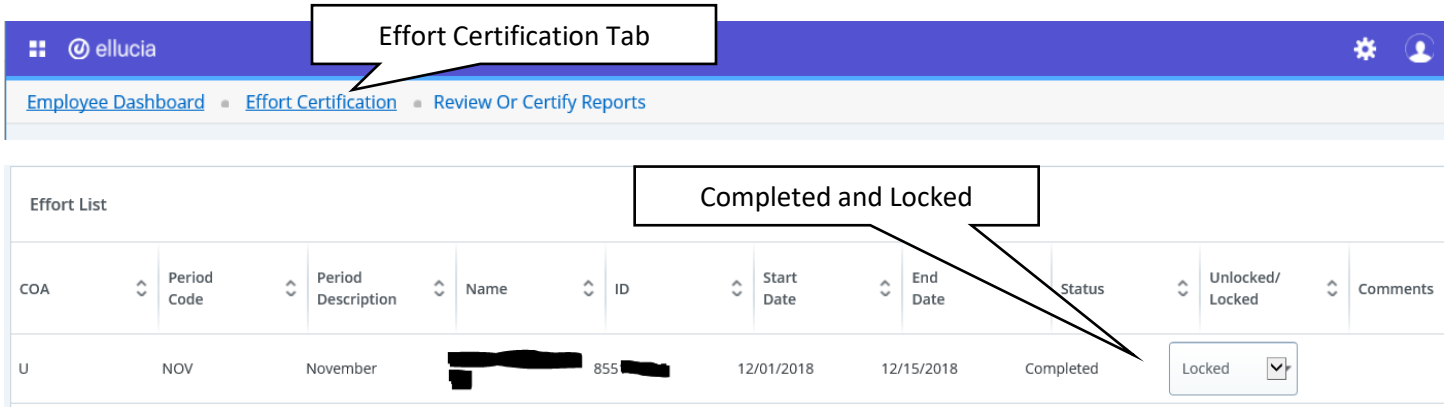 Effort Certification Tab
ellucia
Employee Dashboard Effort Certification Review Or Certify Reports
Completed and Locked
Effort List
COA Period Code Period Description Name ID Start Date End Date Status Unlocked/ Locked Comments
U NOV November 855 12/01/2018 12/15/2018 Completed Locked